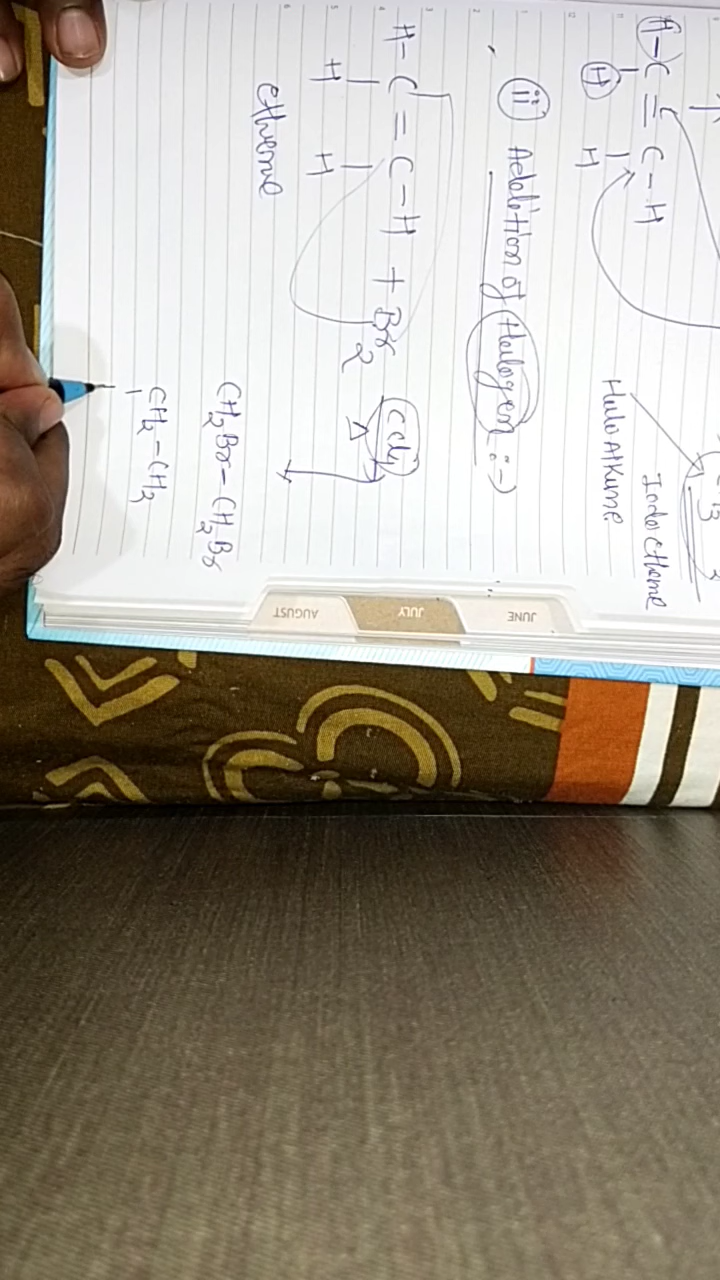 H-C=C-H
H H
Iodo ethane
Halo Alkane
ii Addition of Halogen :-)
H-C=C-H + Br2 CCl4
H H Δ
ethene
CH2Br-CH2Br
CH2-CH3
JUNE
JULY
AUGUST